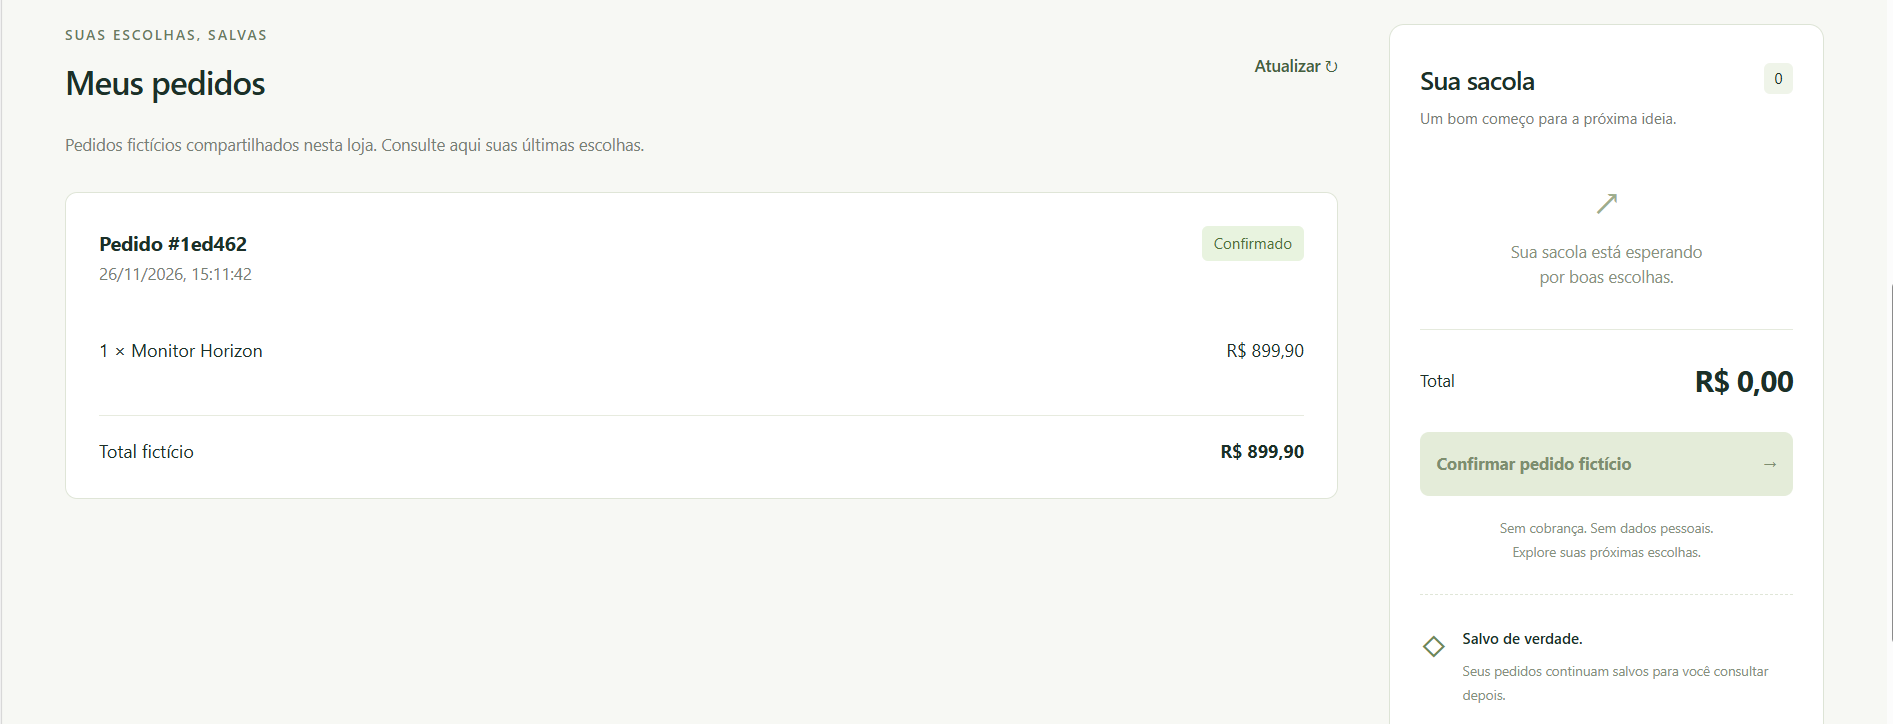 SUAS ESCOLHAS, SALVAS
Meus pedidos
Atualizar ↻
Pedidos fictícios compartilhados nesta loja. Consulte aqui suas últimas escolhas.
Pedido #1ed462
Confirmado
26/11/2026, 15:11:42
1 × Monitor Horizon
R$ 899,90
Total fictício
R$ 899,90
Sua sacola
0
Um bom começo para a próxima ideia.
↗
Sua sacola está esperando
por boas escolhas.
Total
R$ 0,00
Confirmar pedido fictício →
Sem cobrança. Sem dados pessoais.
Explore suas próximas escolhas.
Salvo de verdade.
Seus pedidos continuam salvos para você consultar
depois.